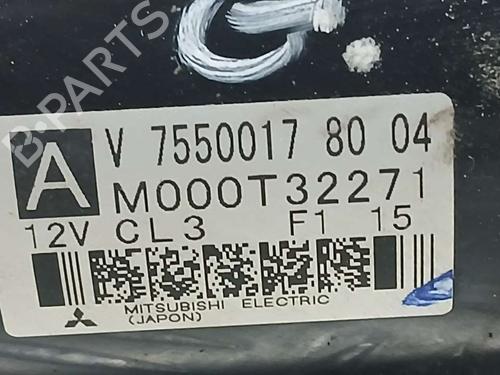 G.
A
V 7550017 80 04
M000T32271
12V CL3 F1 15
MITSUBISHI ELECTRIC
(JAPON)
B-PARTS